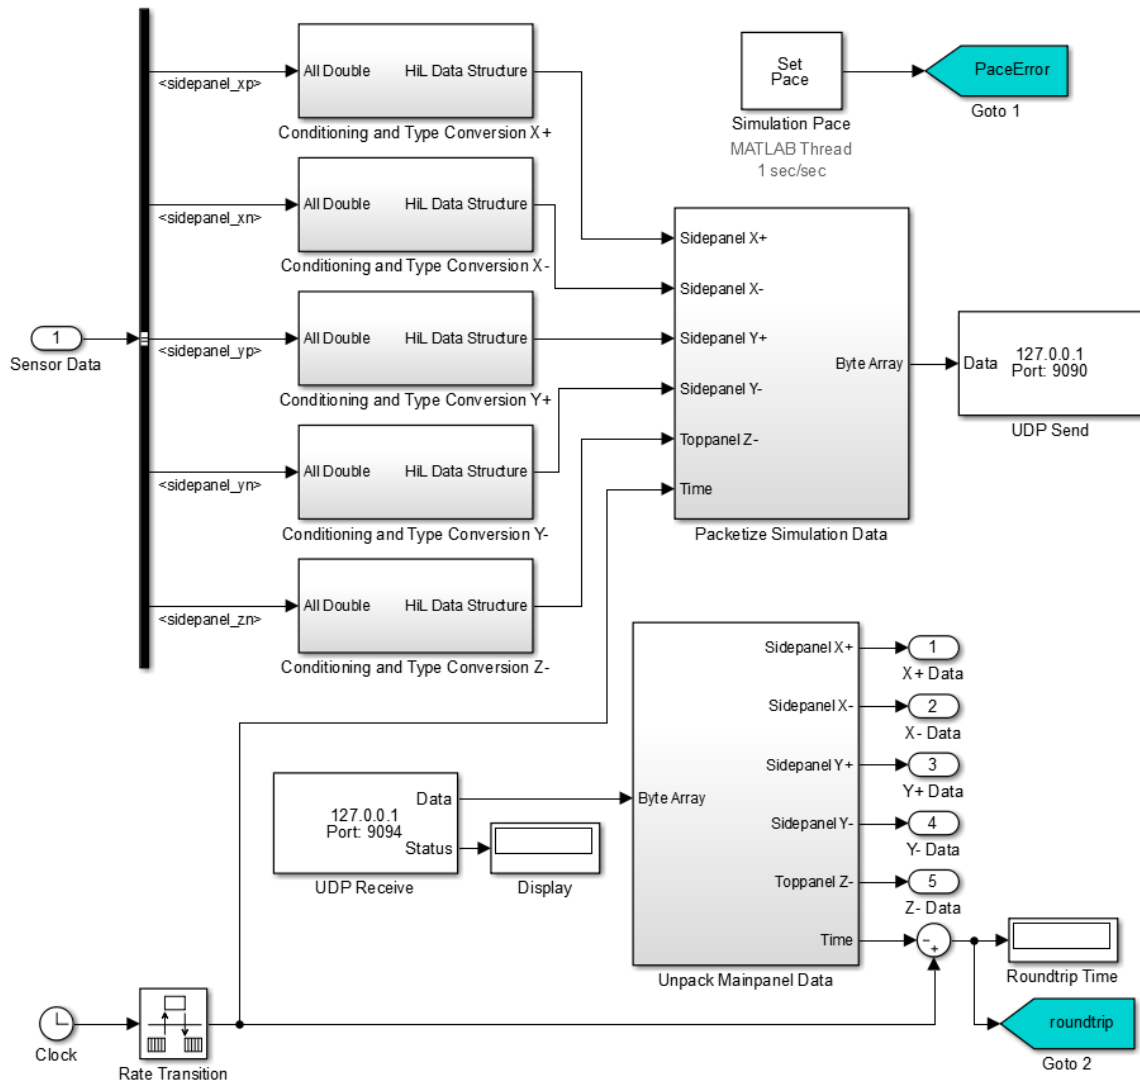 <sidepanel_xp>
All Double HiL Data Structure
Conditioning and Type Conversion X+
Set
Pace
Simulation Pace
MATLAB Thread
1 sec/sec
PaceError
Goto 1
<sidepanel_xn>
All Double HiL Data Structure
Conditioning and Type Conversion X-
1
Sensor Data
<sidepanel_yp>
All Double HiL Data Structure
Conditioning and Type Conversion Y+
<sidepanel_yn>
All Double HiL Data Structure
Conditioning and Type Conversion Y-
<sidepanel_zn>
All Double HiL Data Structure
Conditioning and Type Conversion Z-
Sidepanel X+
Sidepanel X-
Sidepanel Y+
Sidepanel Y-
Toppanel Z-
Time
Byte Array
Packetize Simulation Data
Data
127.0.0.1
Port: 9090
UDP Send
127.0.0.1
Port: 9094
Data
Status
UDP Receive
Display
Byte Array
Sidepanel X+
Sidepanel X-
Sidepanel Y+
Sidepanel Y-
Toppanel Z-
Time
Unpack Mainpanel Data
1
X+ Data
2
X- Data
3
Y+ Data
4
Y- Data
5
Z- Data
-
+
Roundtrip Time
roundtrip
Goto 2
Clock
Rate Transition